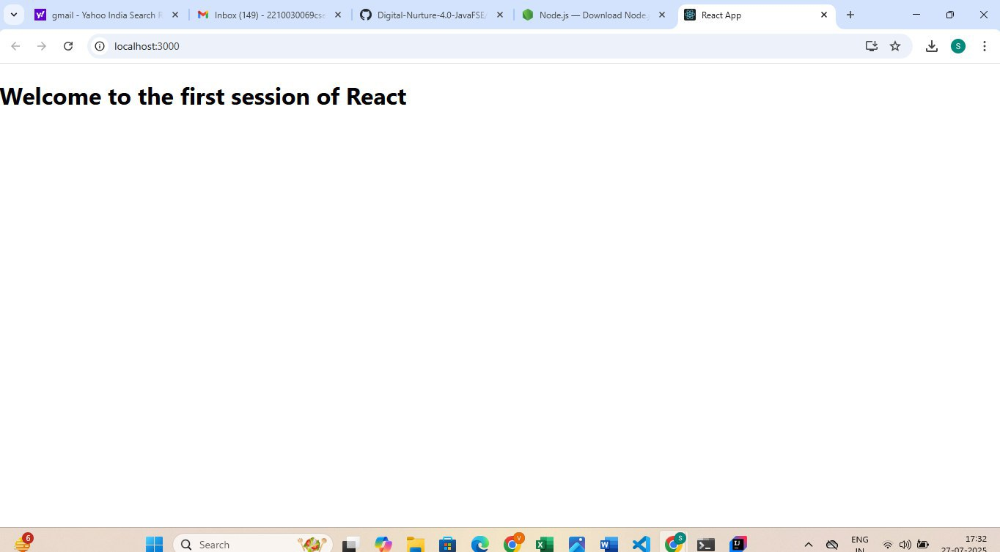 gmail - Yahoo India Search R
Inbox (149) - 2210030069cse
Digital-Nurture-4.0-JavaFSE/
Node.js — Download Node.j
React App
localhost:3000
S
Welcome to the first session of React
6
Search
V
S
ENG
IN
17:32
27-07-2025